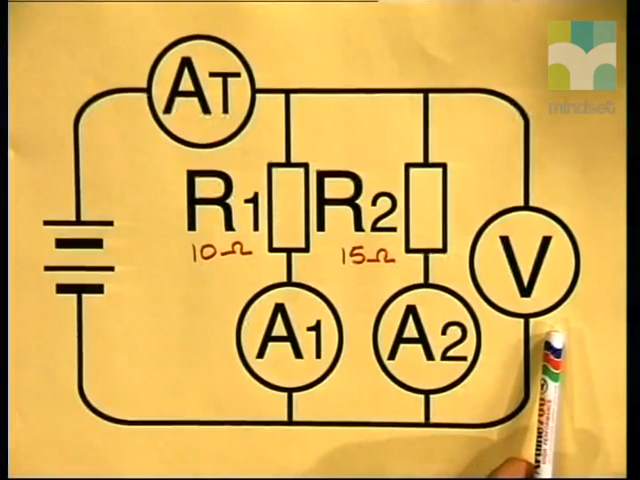 mindset
AT
R1 R2
10Ω 15Ω
V
A1 A2